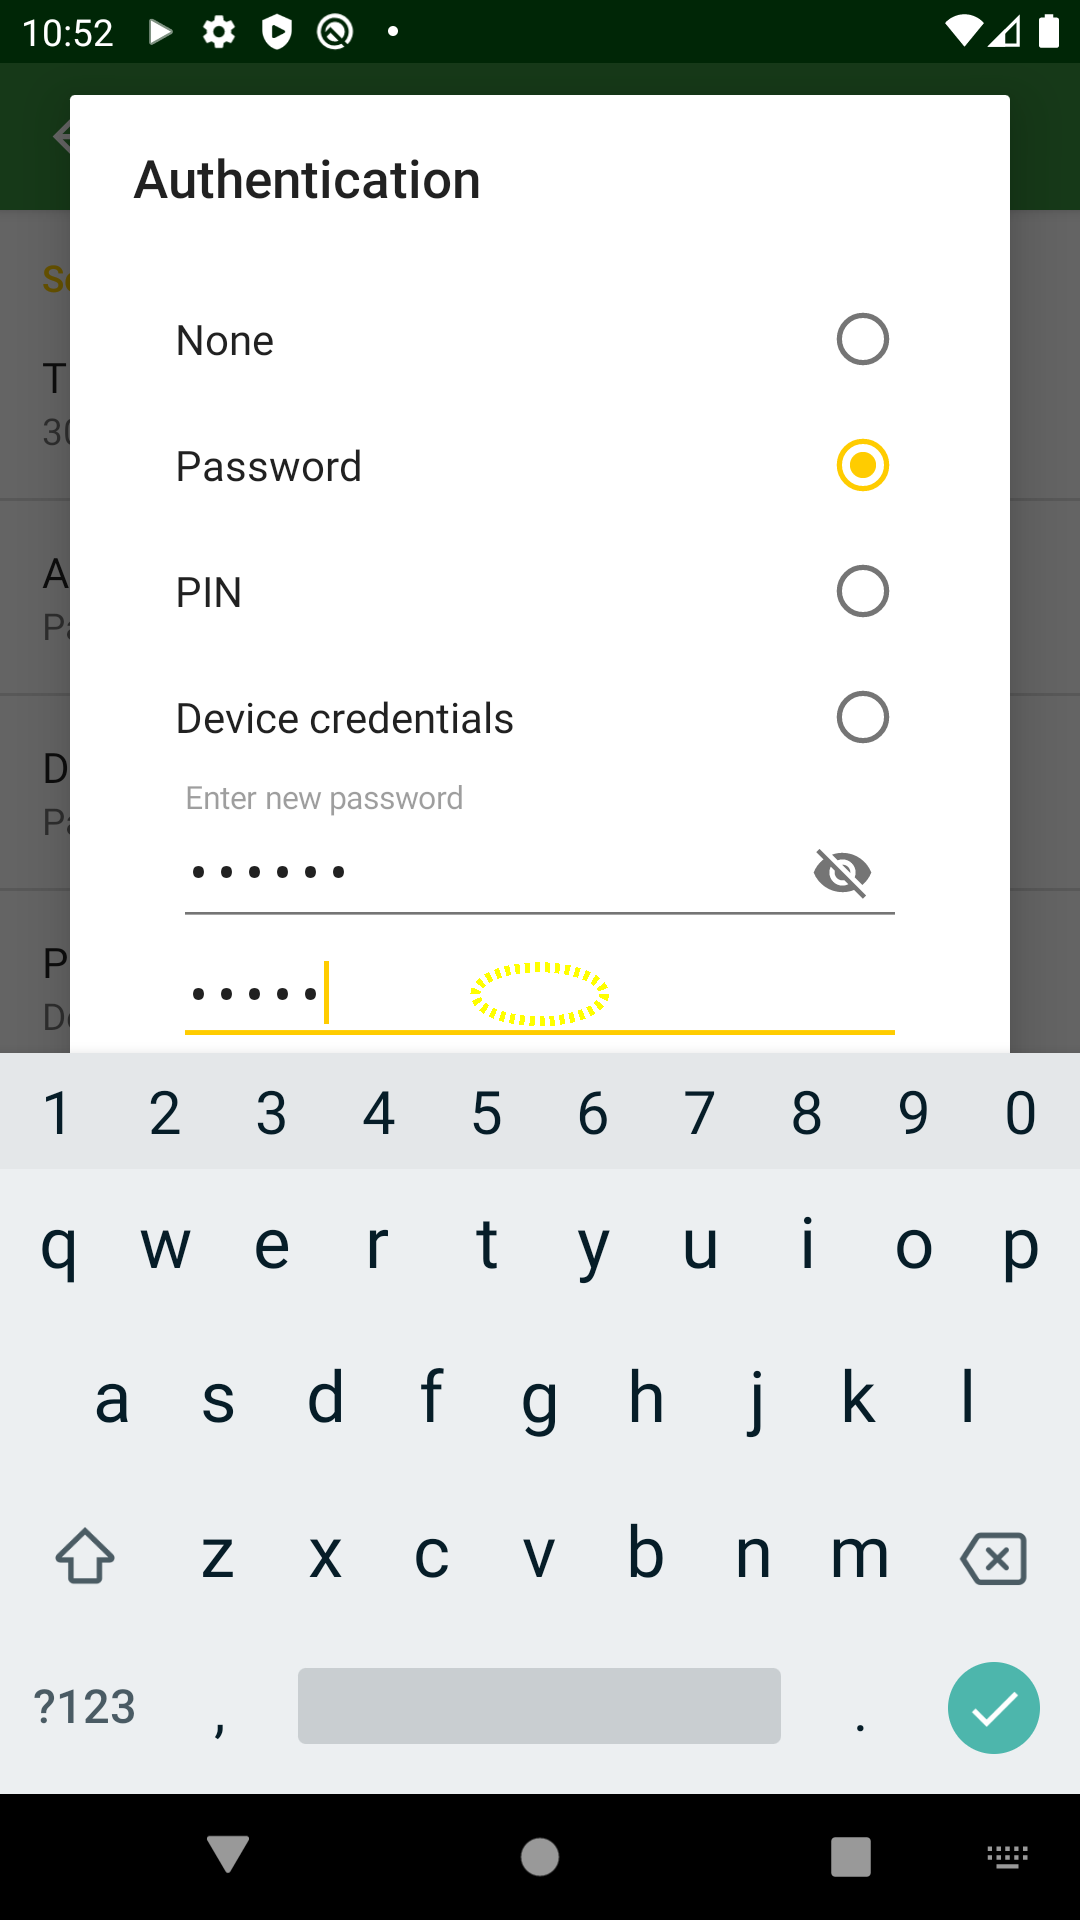 10:52
Authentication
None
Password
PIN
Device credentials
Enter new password
••••••
•••••
1 2 3 4 5 6 7 8 9 0
q w e r t y u i o p
a s d f g h j k l
z x c v b n m
?123 , .